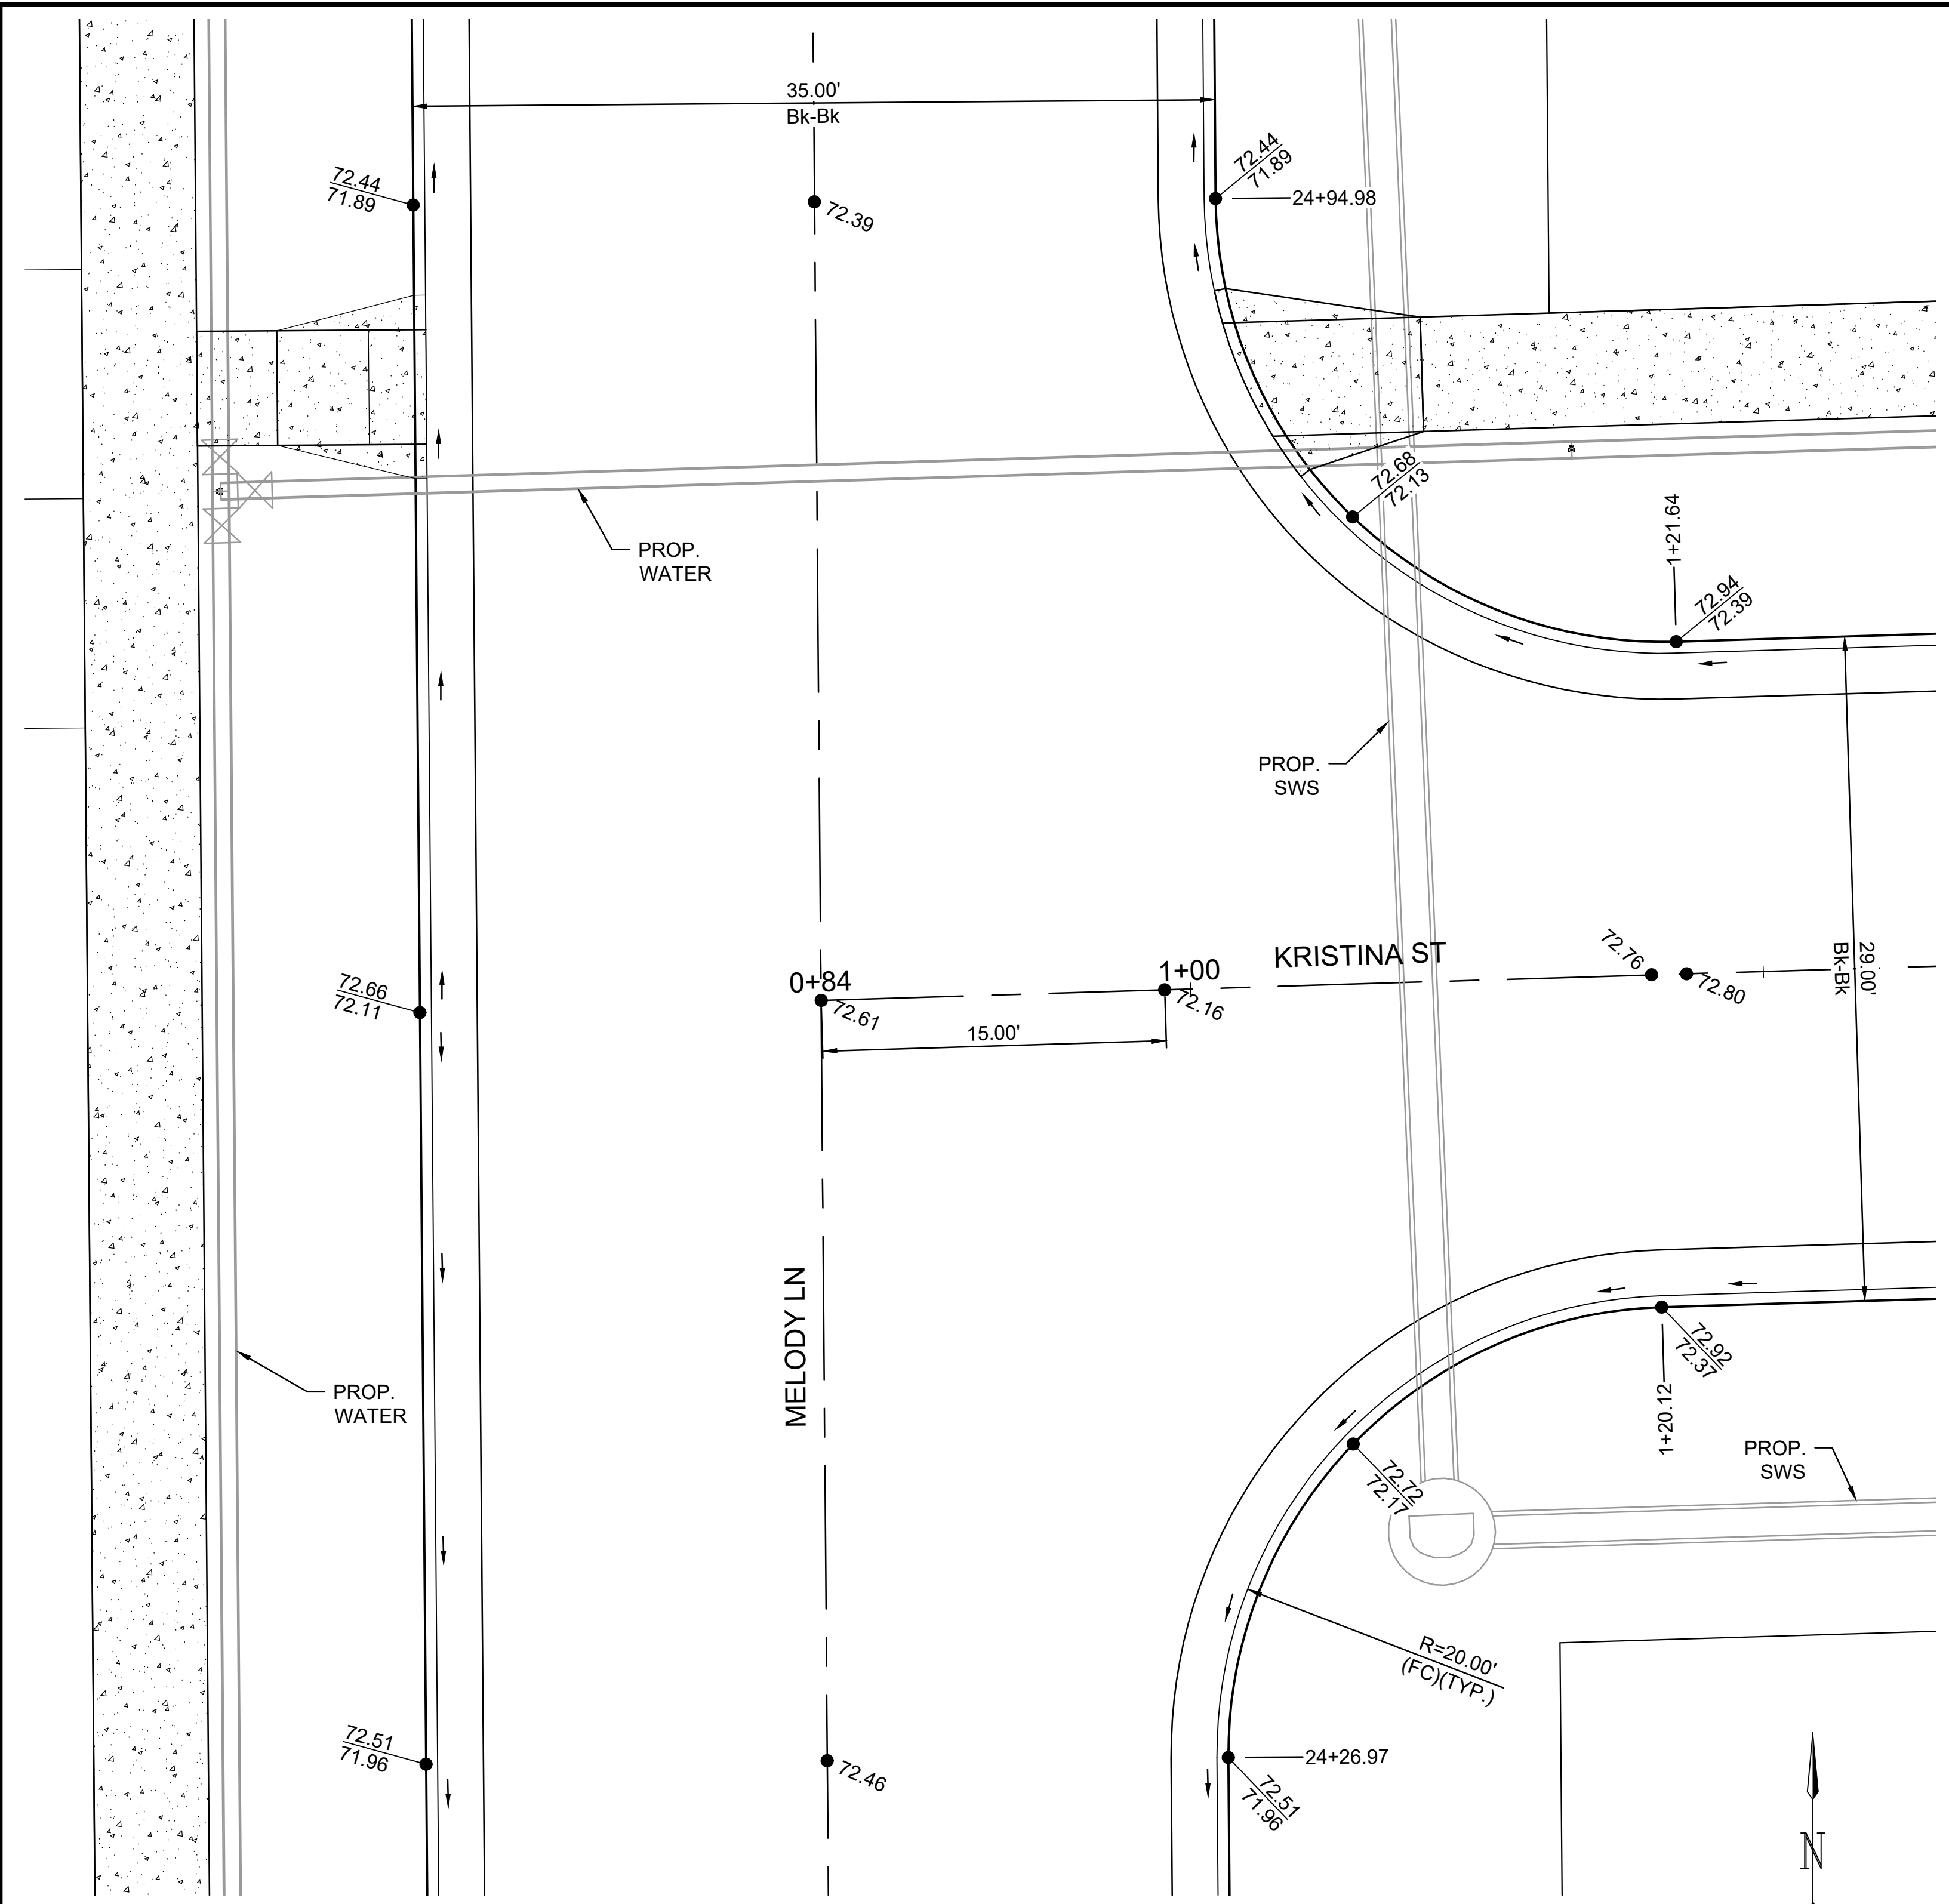 35.00'
Bk-Bk
72.44
71.89
72.39
72.44
71.89
24+94.98
72.68
72.13
PROP.
WATER
1+21.64
72.94
72.39
PROP.
SWS
72.66
72.11
0+84
72.61
15.00'
1+00
72.16
KRISTINA ST
72.76
72.80
29.00'
Bk-Bk
MELODY LN
PROP.
WATER
72.92
72.37
1+20.12
72.72
72.17
PROP.
SWS
R=20.00'
(FC)(TYP.)
72.51
71.96
72.46
24+26.97
72.51
71.96
N